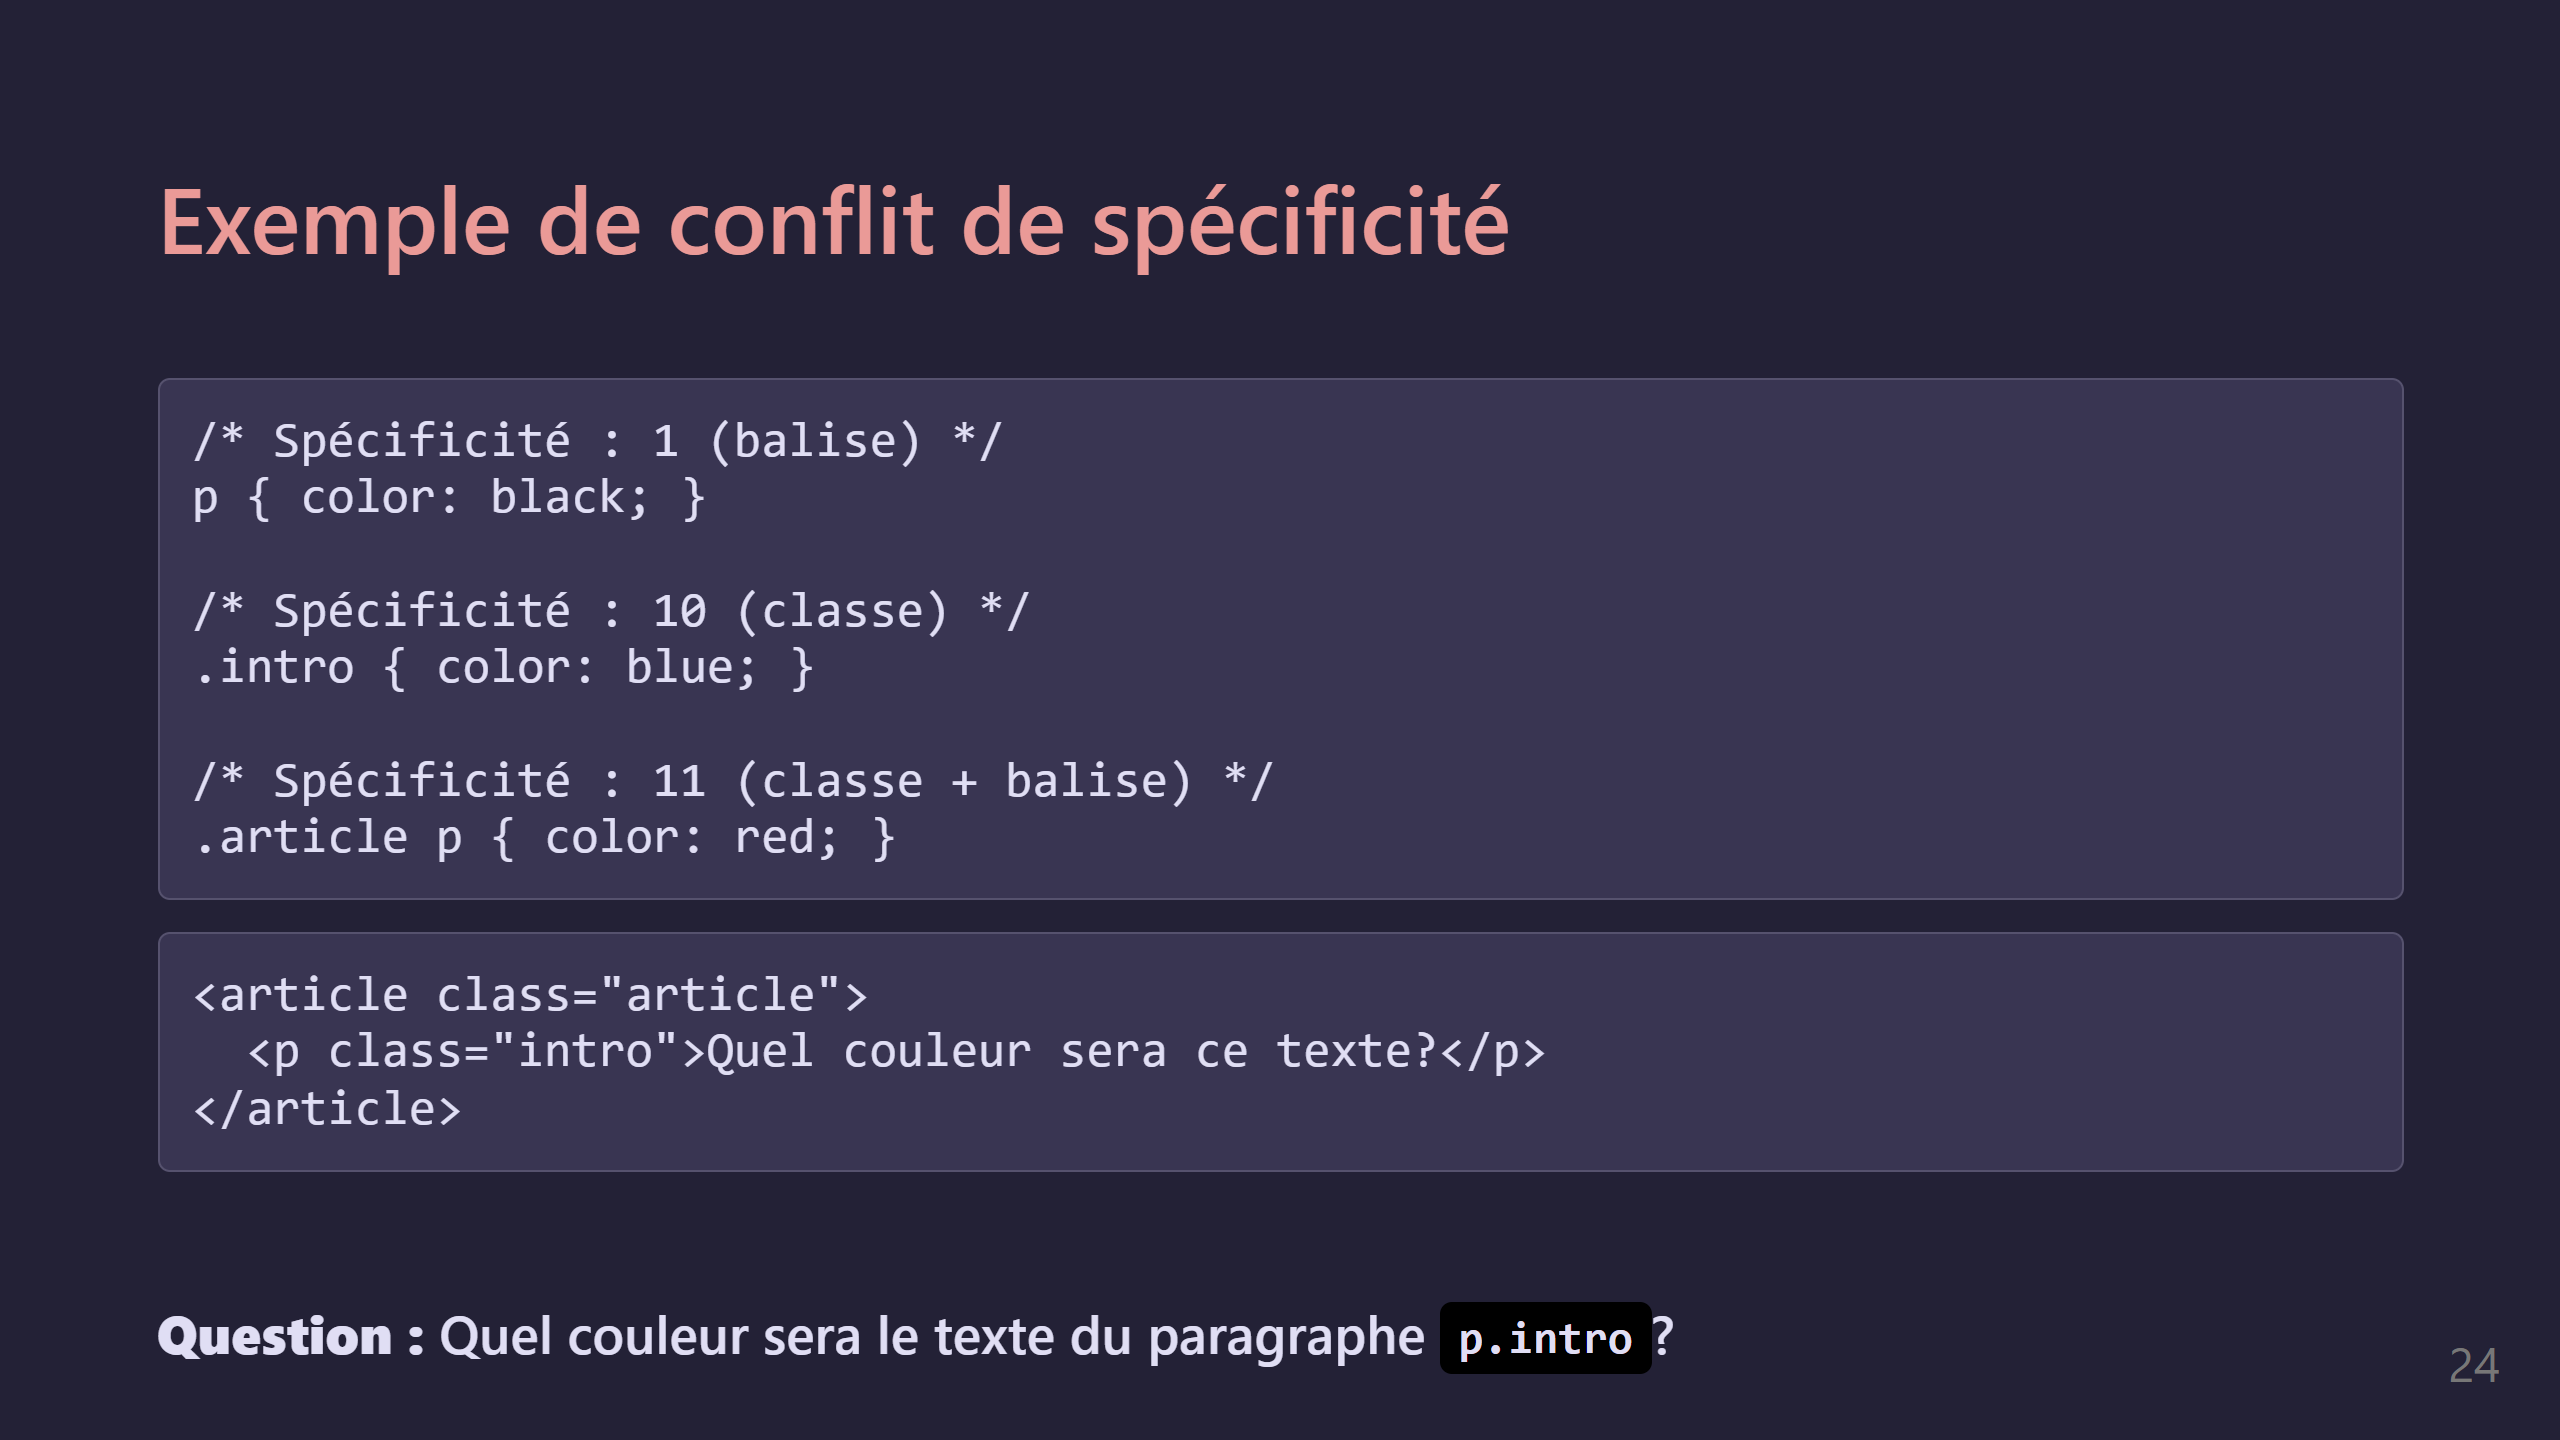 Exemple de conflit de spécificité
/* Spécificité : 1 (balise) */
p { color: black; }
/* Spécificité : 10 (classe) */
.intro { color: blue; }
/* Spécificité : 11 (classe + balise) */
.article p { color: red; }
<article class="article">
  <p class="intro">Quel couleur sera ce texte?</p>
</article>
Question : Quel couleur sera le texte du paragraphe p.intro ?
24